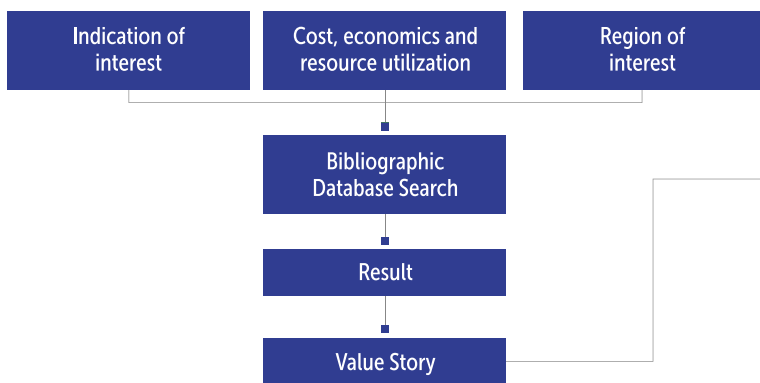 Indication of
interest
Cost, economics and
resource utilization
Region of
interest
Bibliographic
Database Search
Result
Value Story